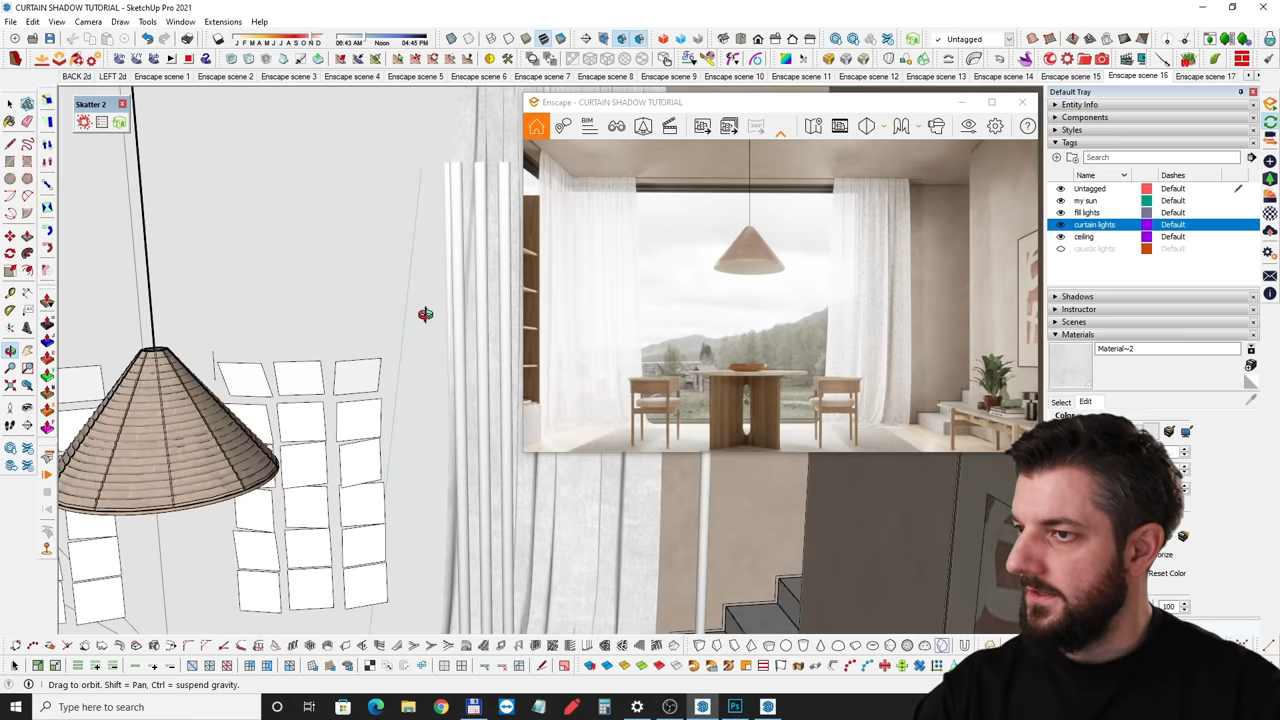 CURTAIN SHADOW TUTORIAL - SketchUp Pro 2021
File Edit View Camera Draw Tools Window Extensions Help
J F M A M J J A S O N D 06:43 AM Noon 04:45 PM Untagged
BACK 2d LEFT 2d Enscape scene 1 Enscape scene 2 Enscape scene 3 Enscape scene 4 Enscape scene 5 Enscape scene 6 Enscape scene 7 Enscape scene 8 Enscape scene 9 Enscape scene 10 Enscape scene 11 Enscape scene 12 Enscape scene 13 Enscape scene 14 Enscape scene 15 Enscape scene 16 Enscape scene 17
Skatter 2
Enscape - CURTAIN SHADOW TUTORIAL
BIM
Default Tray
Entity Info
Components
Styles
Tags
Search
Name Dashes
Untagged Default
my sun Default
fill lights Default
curtain lights Default
ceiling Default
caustic lights Default
Shadows
Instructor
Scenes
Materials
Material~2
Select Edit
Reset Color
100
Drag to orbit. Shift = Pan, Ctrl = suspend gravity.
Type here to search
Ps